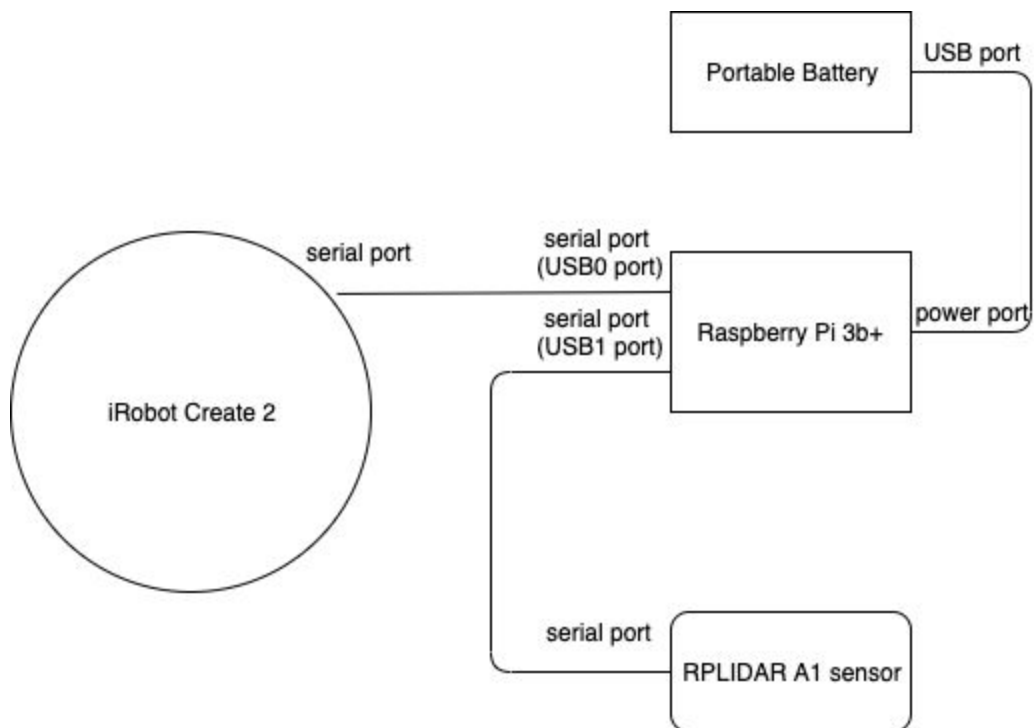 USB port
Portable Battery
serial port
serial port
(USB0 port)
serial port
(USB1 port)
power port
Raspberry Pi 3b+
iRobot Create 2
serial port
RPLIDAR A1 sensor